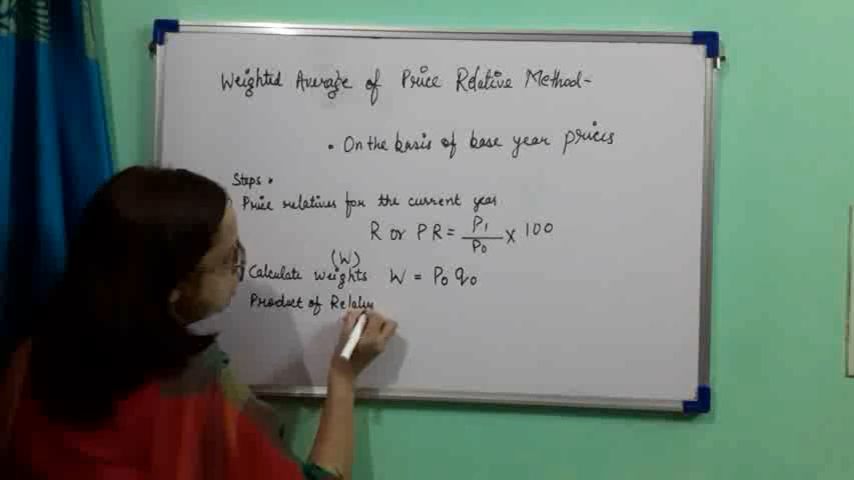 Weighted Average of Price Relative Method-
• On the basis of base year prices
Steps •
Price relatives for the current year.
R or PR = P₁/P₀ × 100
(W)
Calculate weights W = P₀ q₀
Product of